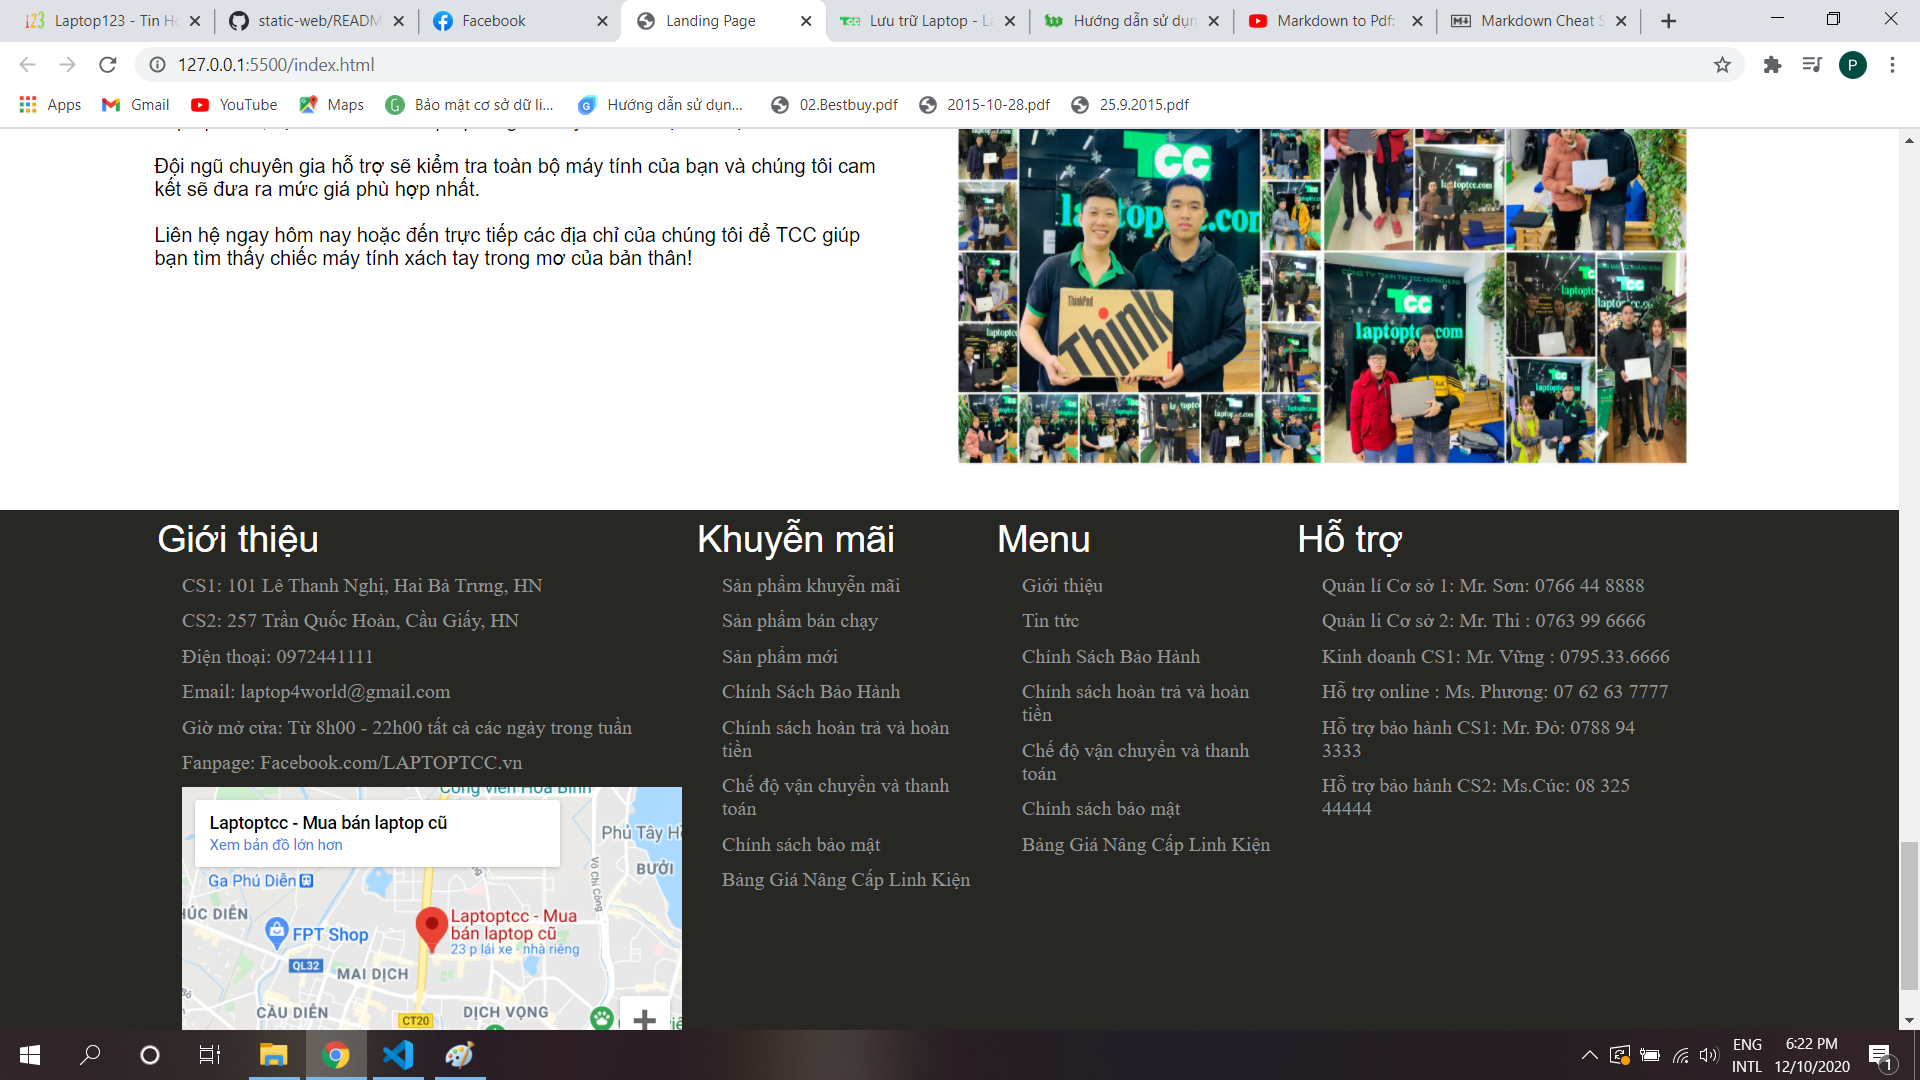 Laptop123 - Tin H
static-web/READM
Facebook
Landing Page
Lưu trữ Laptop - L
Hướng dẫn sử dụn
Markdown to Pdf:
Markdown Cheat S
127.0.0.1:5500/index.html
P
Apps
Gmail
YouTube
Maps
Bảo mật cơ sở dữ li...
Hướng dẫn sử dụn...
02.Bestbuy.pdf
2015-10-28.pdf
25.9.2015.pdf
Đội ngũ chuyên gia hỗ trợ sẽ kiểm tra toàn bộ máy tính của bạn và chúng tôi cam
kết sẽ đưa ra mức giá phù hợp nhất.
Liên hệ ngay hôm nay hoặc đến trực tiếp các địa chỉ của chúng tôi để TCC giúp
bạn tìm thấy chiếc máy tính xách tay trong mơ của bản thân!
TCC
laptoptcc.com
ThinkPad
Think
TCC
laptoptcc.com
Giới thiệu
CS1: 101 Lê Thanh Nghị, Hai Bà Trưng, HN
CS2: 257 Trần Quốc Hoàn, Cầu Giấy, HN
Điện thoại: 0972441111
Email: laptop4world@gmail.com
Giờ mở cửa: Từ 8h00 - 22h00 tất cả các ngày trong tuần
Fanpage: Facebook.com/LAPTOPTCC.vn
Công viên Hòa Bình
Laptoptcc - Mua bán laptop cũ
Xem bản đồ lớn hơn
Phủ Tây H
Võ Chí Công
BƯỞI
Ga Phú Diễn
HÚC DIỄN
FPT Shop
Laptoptcc - Mua
bán laptop cũ
23 p lái xe - nhà riêng
QL32
MAI DỊCH
CẦU DIỄN
CT20
DỊCH VỌNG
Khuyễn mãi
Sản phẩm khuyễn mãi
Sản phẩm bán chạy
Sản phẩm mới
Chính Sách Bảo Hành
Chính sách hoàn trả và hoàn
tiền
Chế độ vận chuyển và thanh
toán
Chính sách bảo mật
Bảng Giá Nâng Cấp Linh Kiện
Menu
Giới thiệu
Tin tức
Chính Sách Bảo Hành
Chính sách hoàn trả và hoàn
tiền
Chế độ vận chuyển và thanh
toán
Chính sách bảo mật
Bảng Giá Nâng Cấp Linh Kiện
Hỗ trợ
Quản lí Cơ sở 1: Mr. Sơn: 0766 44 8888
Quản lí Cơ sở 2: Mr. Thi : 0763 99 6666
Kinh doanh CS1: Mr. Vững : 0795.33.6666
Hỗ trợ online : Ms. Phương: 07 62 63 7777
Hỗ trợ bảo hành CS1: Mr. Đỏ: 0788 94
3333
Hỗ trợ bảo hành CS2: Ms.Cúc: 08 325
44444
ENG
INTL
6:22 PM
12/10/2020
1